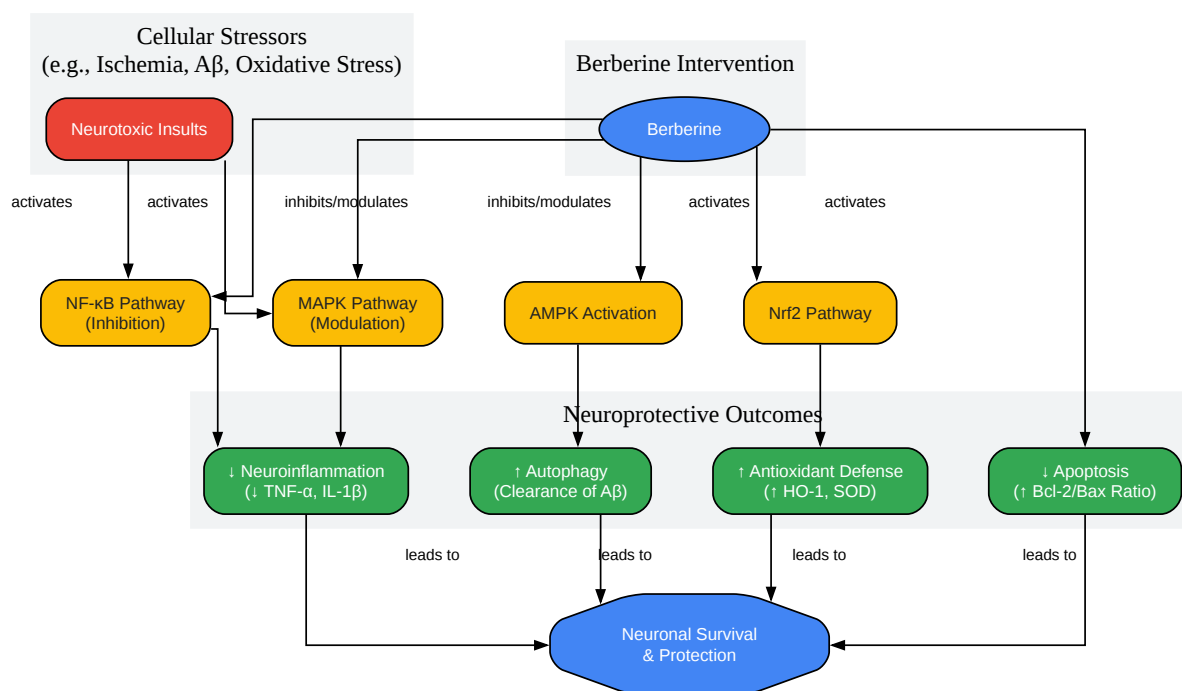 Cellular Stressors
(e.g., Ischemia, Aβ, Oxidative Stress)
Berberine Intervention
Neurotoxic Insults
Berberine
activates
activates
inhibits/modulates
inhibits/modulates
activates
activates
NF-κB Pathway
(Inhibition)
MAPK Pathway
(Modulation)
AMPK Activation
Nrf2 Pathway
Neuroprotective Outcomes
↓ Neuroinflammation
(↓ TNF-α, IL-1β)
↑ Autophagy
(Clearance of Aβ)
↑ Antioxidant Defense
(↑ HO-1, SOD)
↓ Apoptosis
(↑ Bcl-2/Bax Ratio)
leads to
leads to
leads to
leads to
Neuronal Survival
& Protection